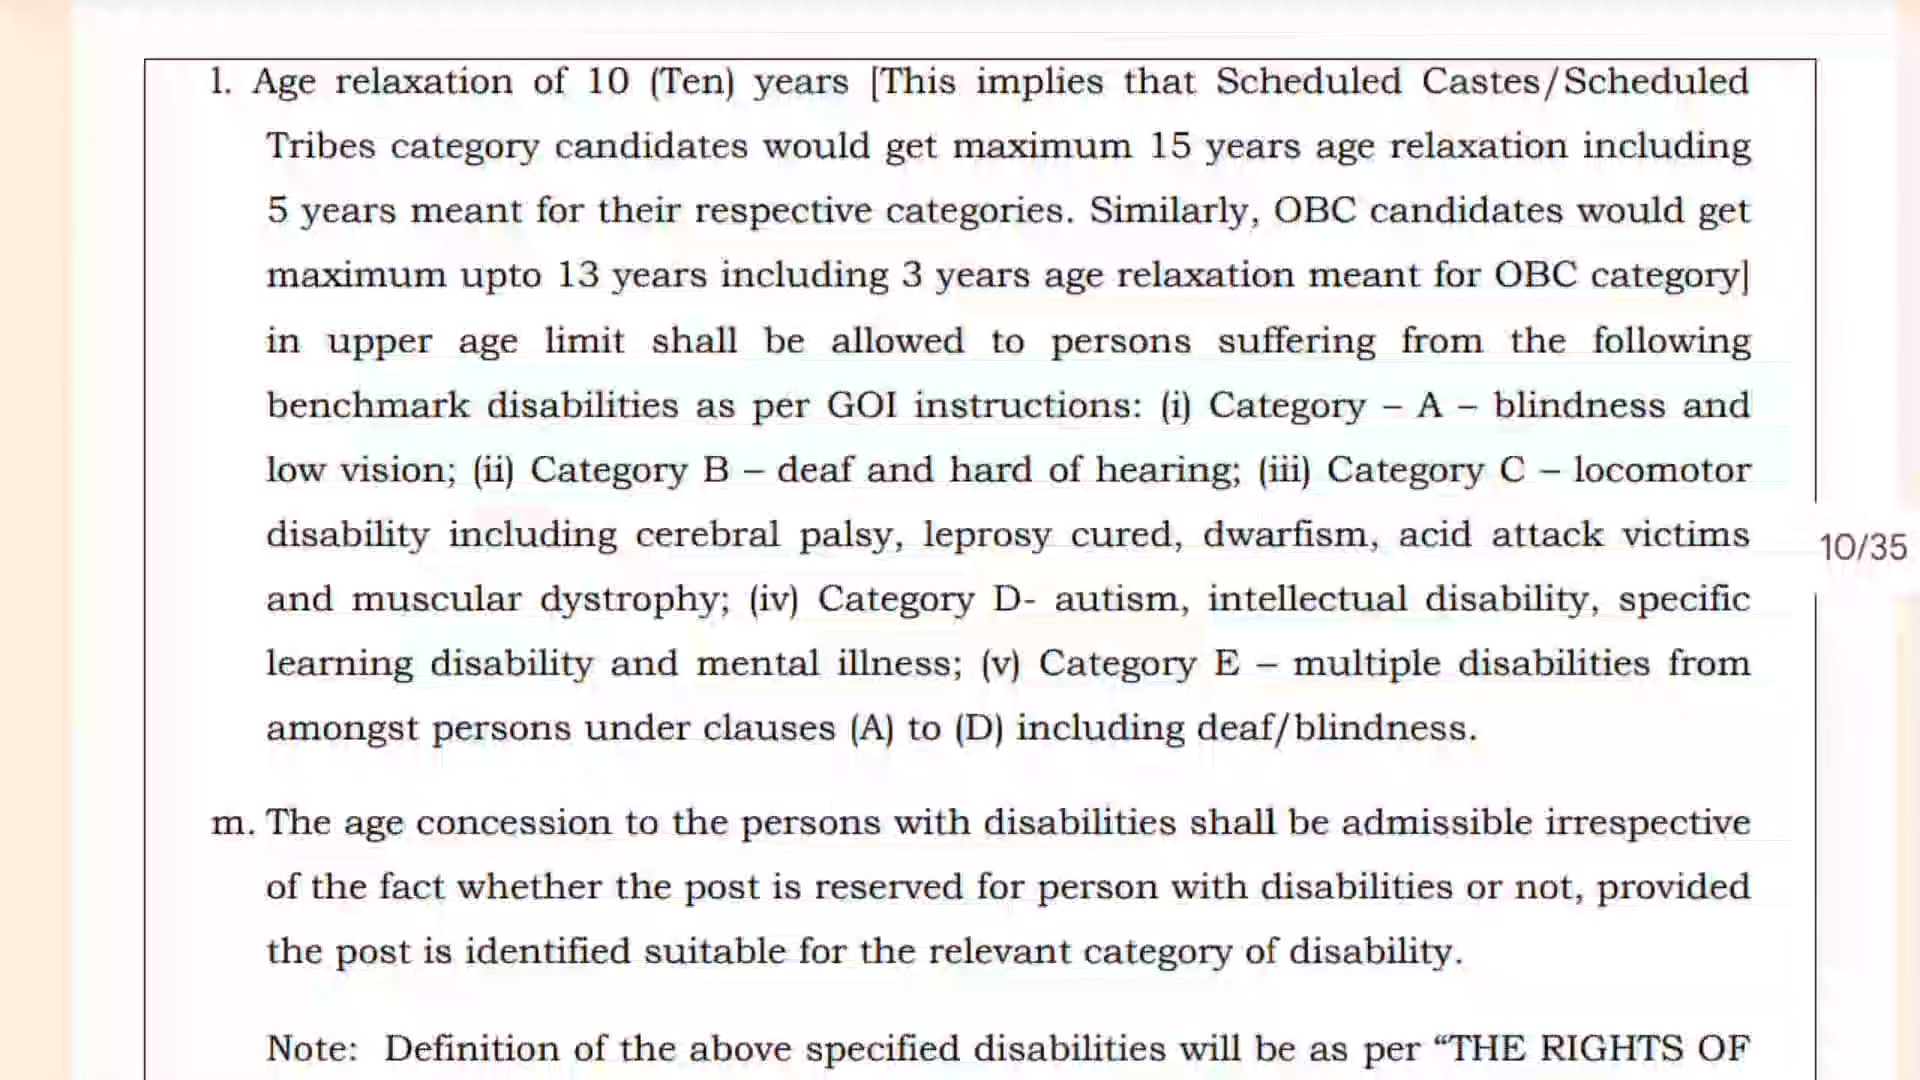 l. Age relaxation of 10 (Ten) years [This implies that Scheduled Castes/Scheduled
Tribes category candidates would get maximum 15 years age relaxation including
5 years meant for their respective categories. Similarly, OBC candidates would get
maximum upto 13 years including 3 years age relaxation meant for OBC category]
in upper age limit shall be allowed to persons suffering from the following
benchmark disabilities as per GOI instructions: (i) Category – A – blindness and
low vision; (ii) Category B – deaf and hard of hearing; (iii) Category C – locomotor
disability including cerebral palsy, leprosy cured, dwarfism, acid attack victims
10/35
and muscular dystrophy; (iv) Category D- autism, intellectual disability, specific
learning disability and mental illness; (v) Category E – multiple disabilities from
amongst persons under clauses (A) to (D) including deaf/blindness.
m. The age concession to the persons with disabilities shall be admissible irrespective
of the fact whether the post is reserved for person with disabilities or not, provided
the post is identified suitable for the relevant category of disability.
Note: Definition of the above specified disabilities will be as per “THE RIGHTS OF